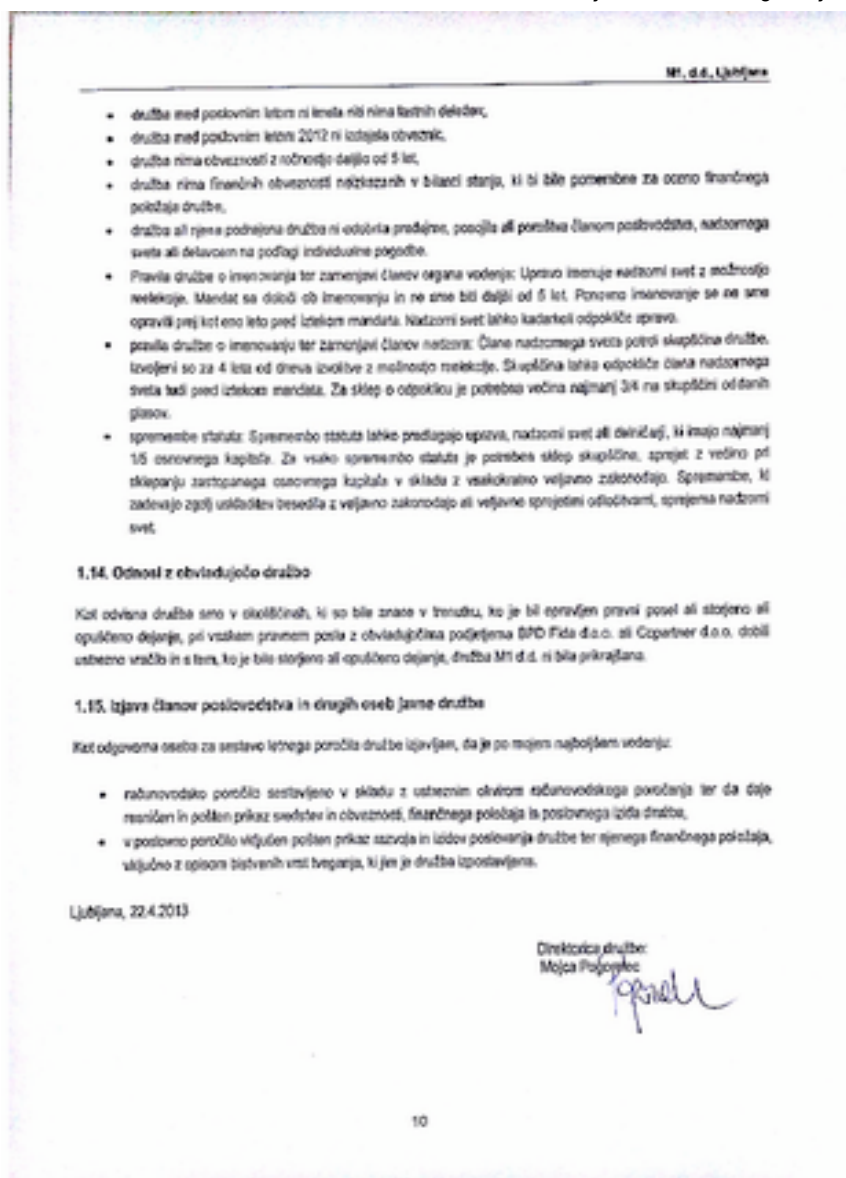 M1, d.d., Ljubljana
• družba med poslovnim letom ni imela niti nima lastnih deležev,
• družba med poslovnim letom 2012 ni izdajala obveznic,
• družba nima obveznosti z ročnostjo daljšo od 5 let,
• družba nima finančnih obveznosti neizkazanih v bilanci stanja, ki bi bile pomembne za oceno finančnega
položaja družbe,
• družba ali njena podrejena družba ni odobrila predujme, posojila ali poroštva članom poslovodstva, nadzornega
sveta ali delavcem na podlagi individualne pogodbe.
• Pravila družbe o imenovanju ter zamenjavi članov organa vodenja: Upravo imenuje nadzorni svet z možnostjo
reelekcije. Mandat se določi ob imenovanju in ne sme biti daljši od 5 let. Ponovno imenovanje se ne sme
opraviti prej kot eno leto pred iztekom mandata. Nadzorni svet lahko kadarkoli odpokliče upravo.
• pravila družbe o imenovanju ter zamenjavi članov nadzora: Člane nadzornega sveta potrdi skupščina družbe.
Izvoljeni so za 4 leta od dneva izvolitve z možnostjo reelekcije. Skupščina lahko odpokliče člana nadzornega
sveta tudi pred iztekom mandata. Za sklep o odpoklicu je potrebna večina najmanj 3/4 na skupščini oddanih
glasov.
• spremembe statuta: Spremembo statuta lahko predlagajo uprava, nadzorni svet ali delničarji, ki imajo najmanj
1/5 osnovnega kapitala. Za vsako spremembo statuta je potreben sklep skupščine, sprejet z večino pri
sklepanju zastopanega osnovnega kapitala v skladu z vsakokratno veljavno zakonodajo. Spremembe, ki
zadevajo zgolj uskladitev besedila z veljavno zakonodajo ali veljavno sprejetimi odločitvami, sprejema nadzorni
svet.
1.14. Odnosi z obvladujočo družbo
Kot odvisna družba smo v okoliščinah, ki so bile znane v trenutku, ko je bil opravljen pravni posel ali storjeno ali
opuščeno dejanje, pri vsakem pravnem poslu z obvladujočima podjetjema BPD Fida d.o.o. ali Copartner d.o.o. dobili
ustrezno vračilo in s tem, ko je bilo storjeno ali opuščeno dejanje, družba M1 d.d. ni bila prikrajšana.
1.15. Izjava članov poslovodstva in drugih oseb javne družbe
Kot odgovorna oseba za sestavo letnega poročila družbe izjavljam, da je po mojem najboljšem vedenju:
• računovodsko poročilo sestavljeno v skladu z ustreznim okvirom računovodskega poročanja ter da daje
resničen in pošten prikaz sredstev in obveznosti, finančnega položaja in poslovnega izida družbe,
• v poslovno poročilo vključen pošten prikaz razvoja in izidov poslovanja družbe ter njenega finančnega položaja,
vključno z opisom bistvenih vrst tveganja, ki jim je družba izpostavljena.
Ljubljana, 22.4.2013
Direktorica družbe:
Mojca Pogorelec
10